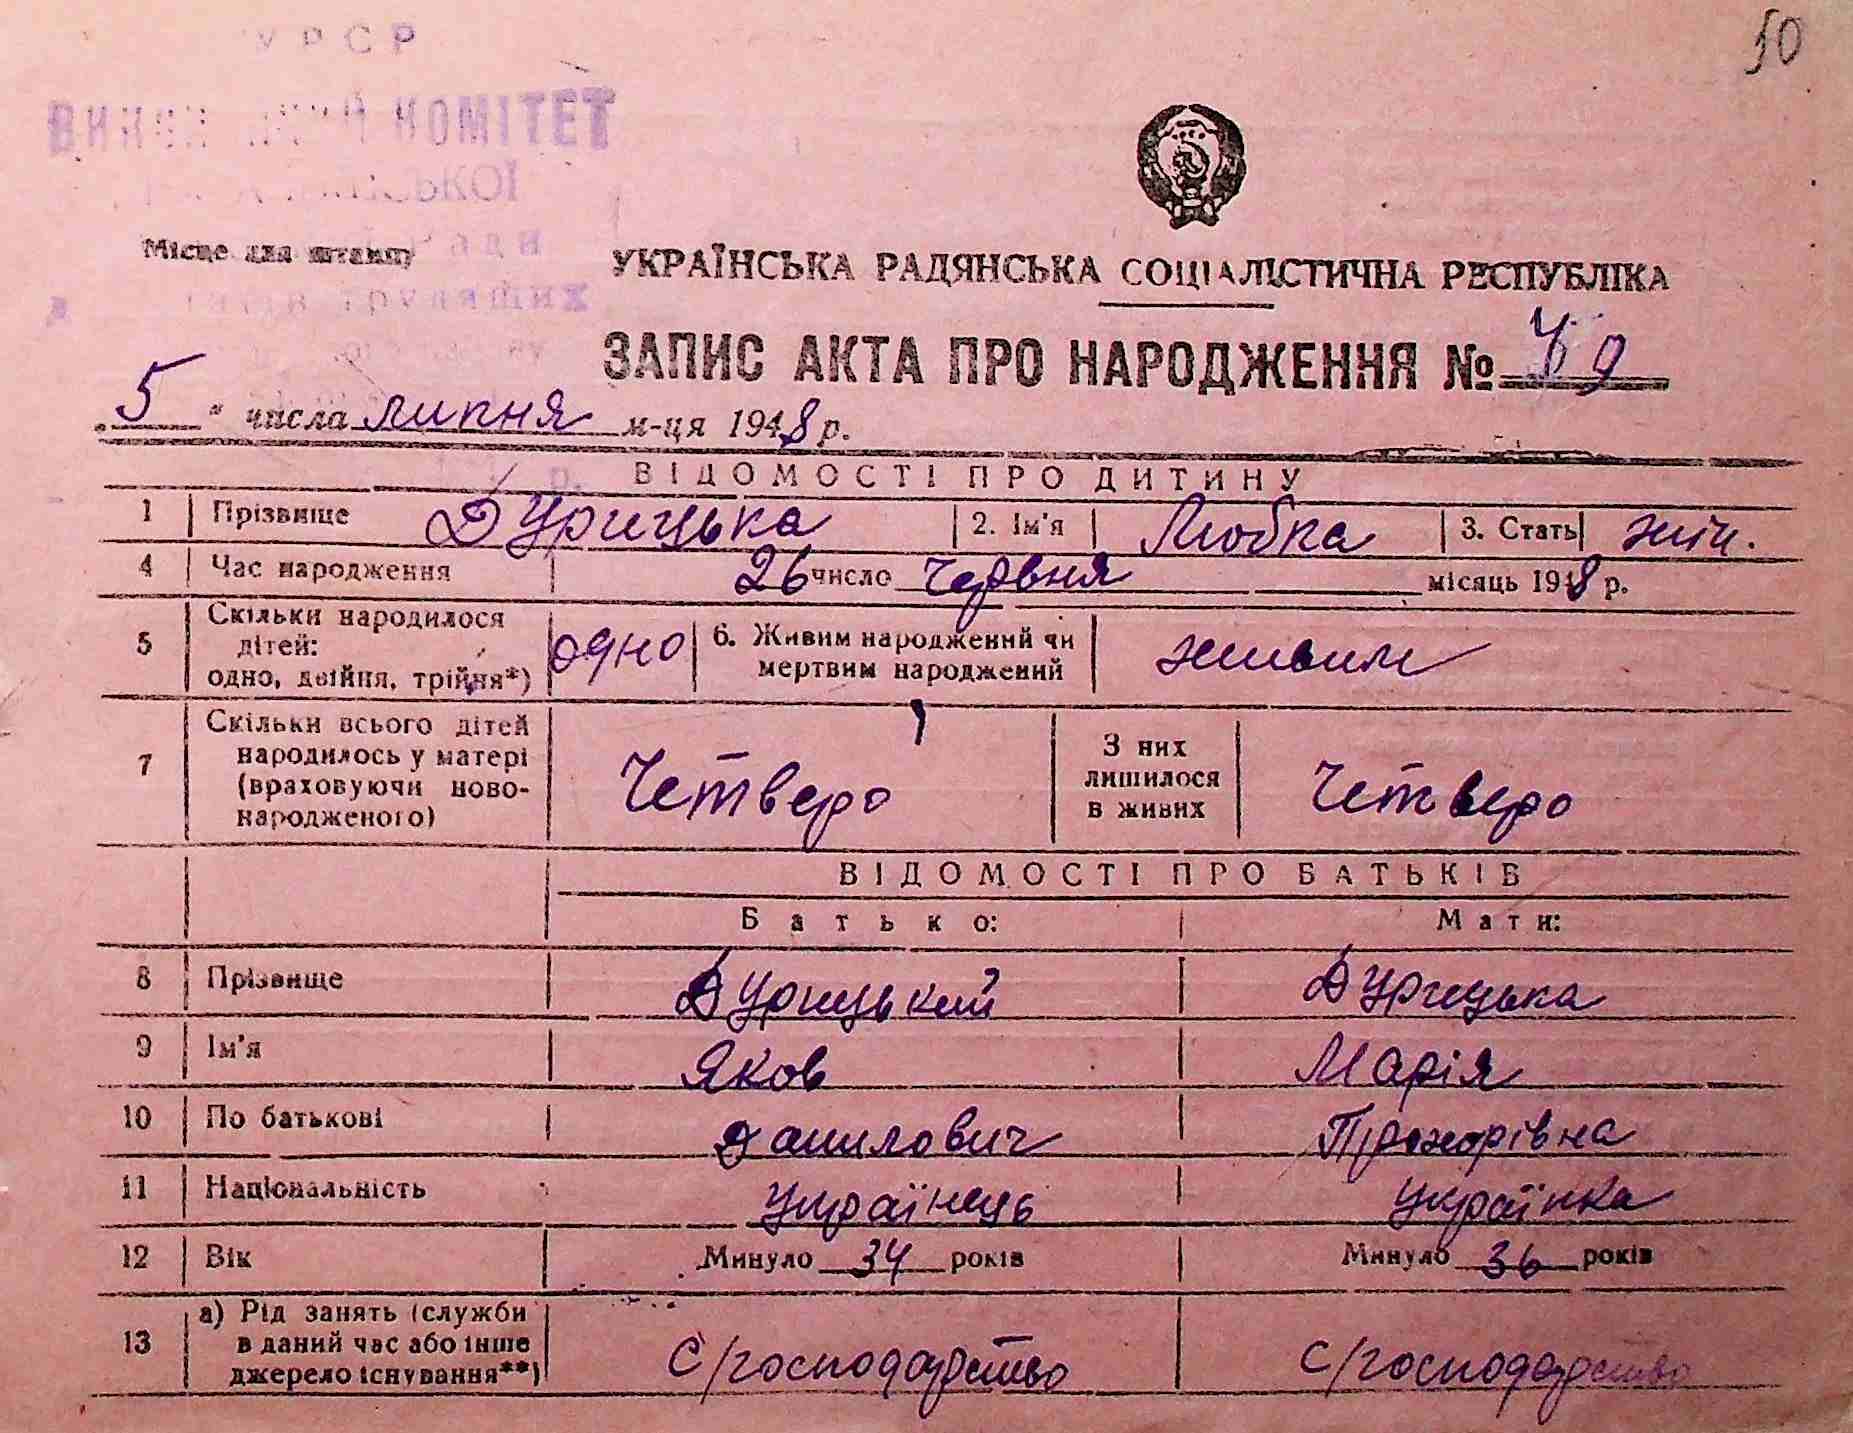 50
УРСР
КОМІТЕТ
Місце для штампу
УКРАЇНСЬКА РАДЯНСЬКА СОЦІАЛІСТИЧНА РЕСПУБЛІКА
ЗАПИС АКТА ПРО НАРОДЖЕННЯ №
„5“ числа липня м-ця 1948 р.
ВІДОМОСТІ ПРО ДИТИНУ
1 Прізвище Дурицька 2. Ім'я Любка 3. Стать жін.
4 Час народження 26 число Червня місяць 1948 р.
5 Скільки народилося
дітей:
одно, двійня, трійня*) одно 6. Живим народжений чи
мертвим народжений живим
7 Скільки всього дітей
народилось у матері
(враховуючи ново-
народженого) Четверо З них
лишилося
в живих Четверо
ВІДОМОСТІ ПРО БАТЬКІВ
Батько: Мати:
8 Прізвище Дурицький Дурицька
9 Ім'я Яков Марія
10 По батькові Данилович Прохорівна
11 Національність Українець Українка
12 Вік Минуло 34 років Минуло 36 років
13 а) Рід занять (служби
в даний час або інше
джерело існування**) С/господарство С/господарство